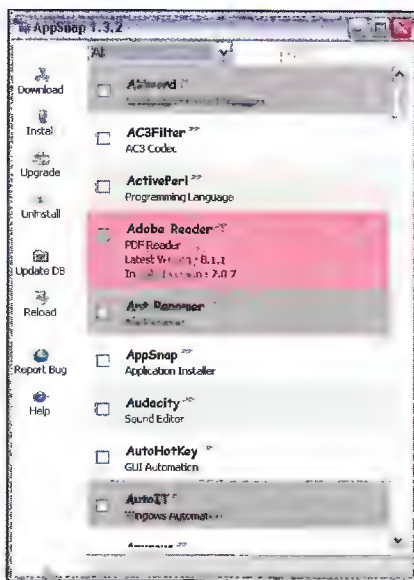 AppSnap 1.3.2
All
Download
Install
Upgrade
Uninstall
Update DB
Reload
Report Bug
Help
AC3Filter
AC3 Codec
ActivePerl
Programming Language
Adobe Reader
PDF Reader
Latest Version: 8.1.1
Installed Version: 7.0.7
Ant Renamer
AppSnap
Application Installer
Audacity
Sound Editor
AutoHotKey
GUI Automation
AutoIT
Windows Automation